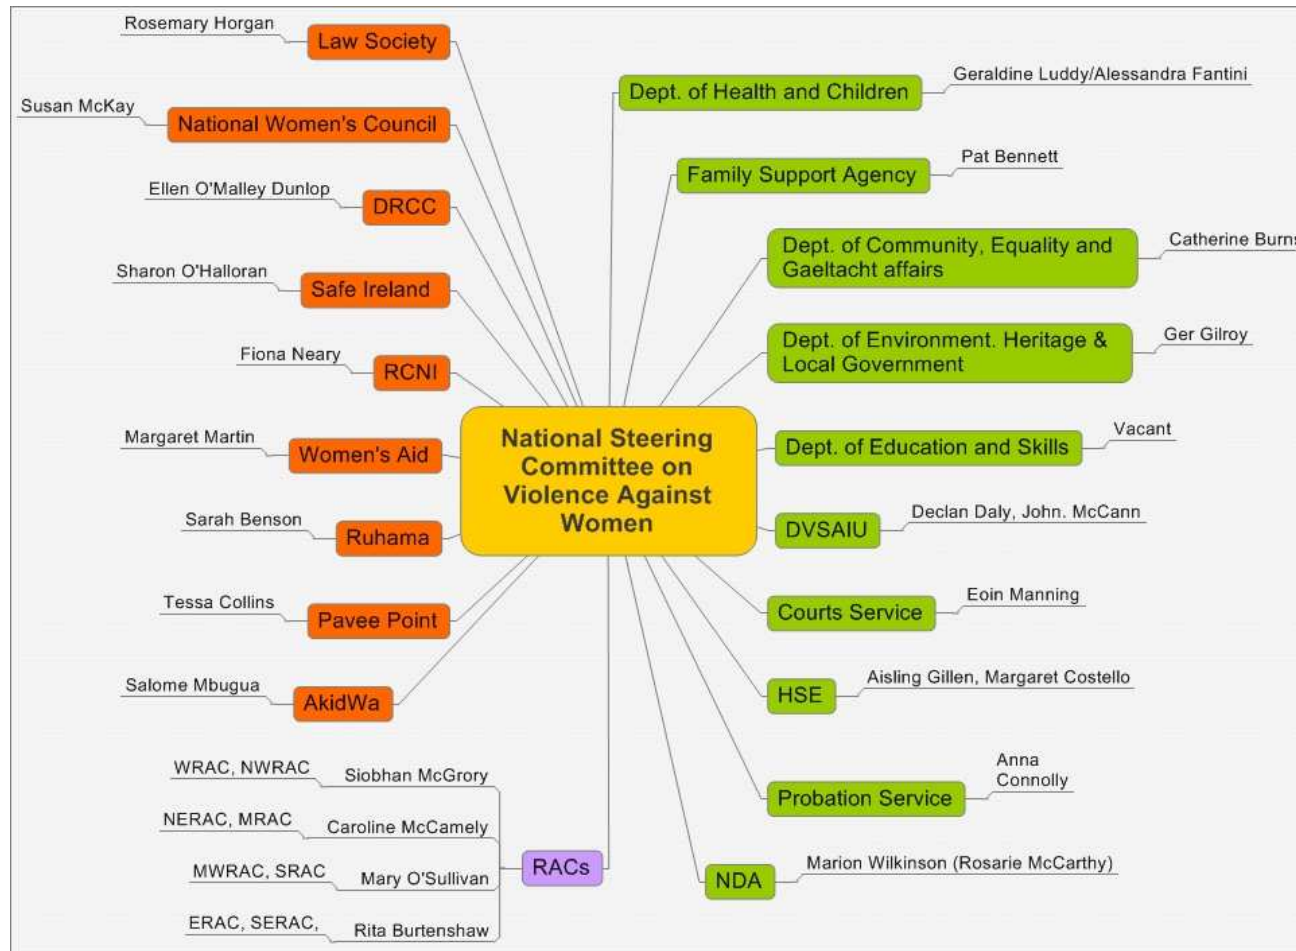 Rosemary Horgan
Law Society
Susan McKay
National Women's Council
Ellen O'Malley Dunlop
DRCC
Sharon O'Halloran
Safe Ireland
Fiona Neary
RCNI
Margaret Martin
Women's Aid
Sarah Benson
Ruhama
Tessa Collins
Pavee Point
Salome Mbugua
AkidWa
WRAC, NWRAC
Siobhan McGrory
NERAC, MRAC
Caroline McCamely
MWRAC, SRAC
Mary O'Sullivan
ERAC, SERAC,
Rita Burtenshaw
RACs
National Steering
Committee on
Violence Against
Women
Dept. of Health and Children
Geraldine Luddy/Alessandra Fantini
Family Support Agency
Pat Bennett
Dept. of Community, Equality and
Gaeltacht affairs
Catherine Burns
Dept. of Environment. Heritage &
Local Government
Ger Gilroy
Dept. of Education and Skills
Vacant
DVSAIU
Declan Daly, John. McCann
Courts Service
Eoin Manning
HSE
Aisling Gillen, Margaret Costello
Probation Service
Anna
Connolly
NDA
Marion Wilkinson (Rosarie McCarthy)